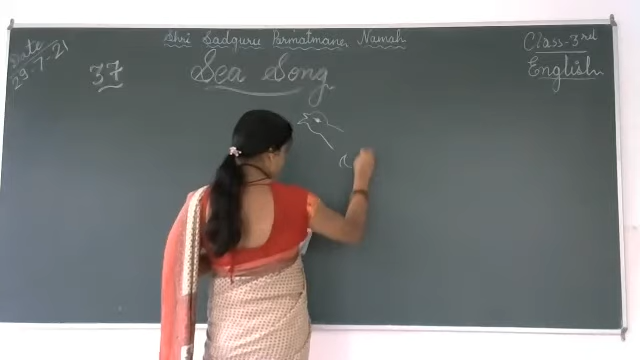 Shri Sadguru Parmatmane Namah
Date
29-7-21
Class-3rd
English
37
Sea Song